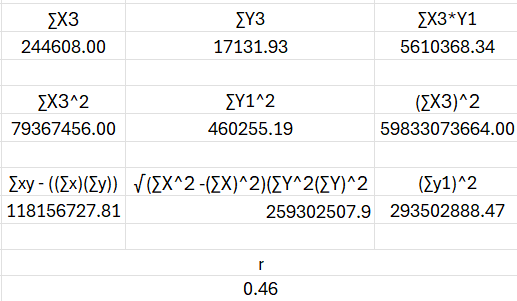 ∑X3 ∑Y3 ∑X3*Y1
244608.00 17131.93 5610368.34
∑X3^2 ∑Y1^2 (∑X3)^2
79367456.00 460255.19 59833073664.00
∑xy - ((∑x)(∑y)) √(∑X^2 -(∑X)^2)(∑Y^2(∑Y)^2 (∑y1)^2
118156727.81 259302507.9 293502888.47
r
0.46